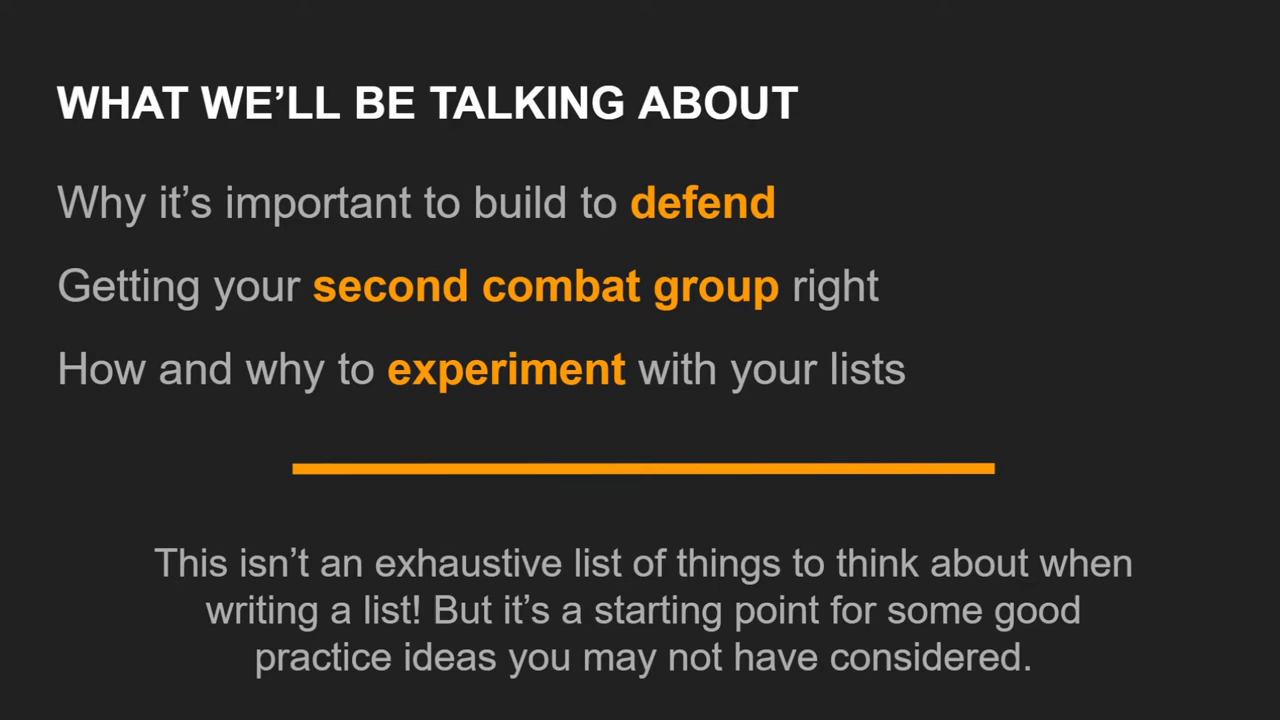 WHAT WE’LL BE TALKING ABOUT
Why it’s important to build to defend
Getting your second combat group right
How and why to experiment with your lists
This isn’t an exhaustive list of things to think about when
writing a list! But it’s a starting point for some good
practice ideas you may not have considered.